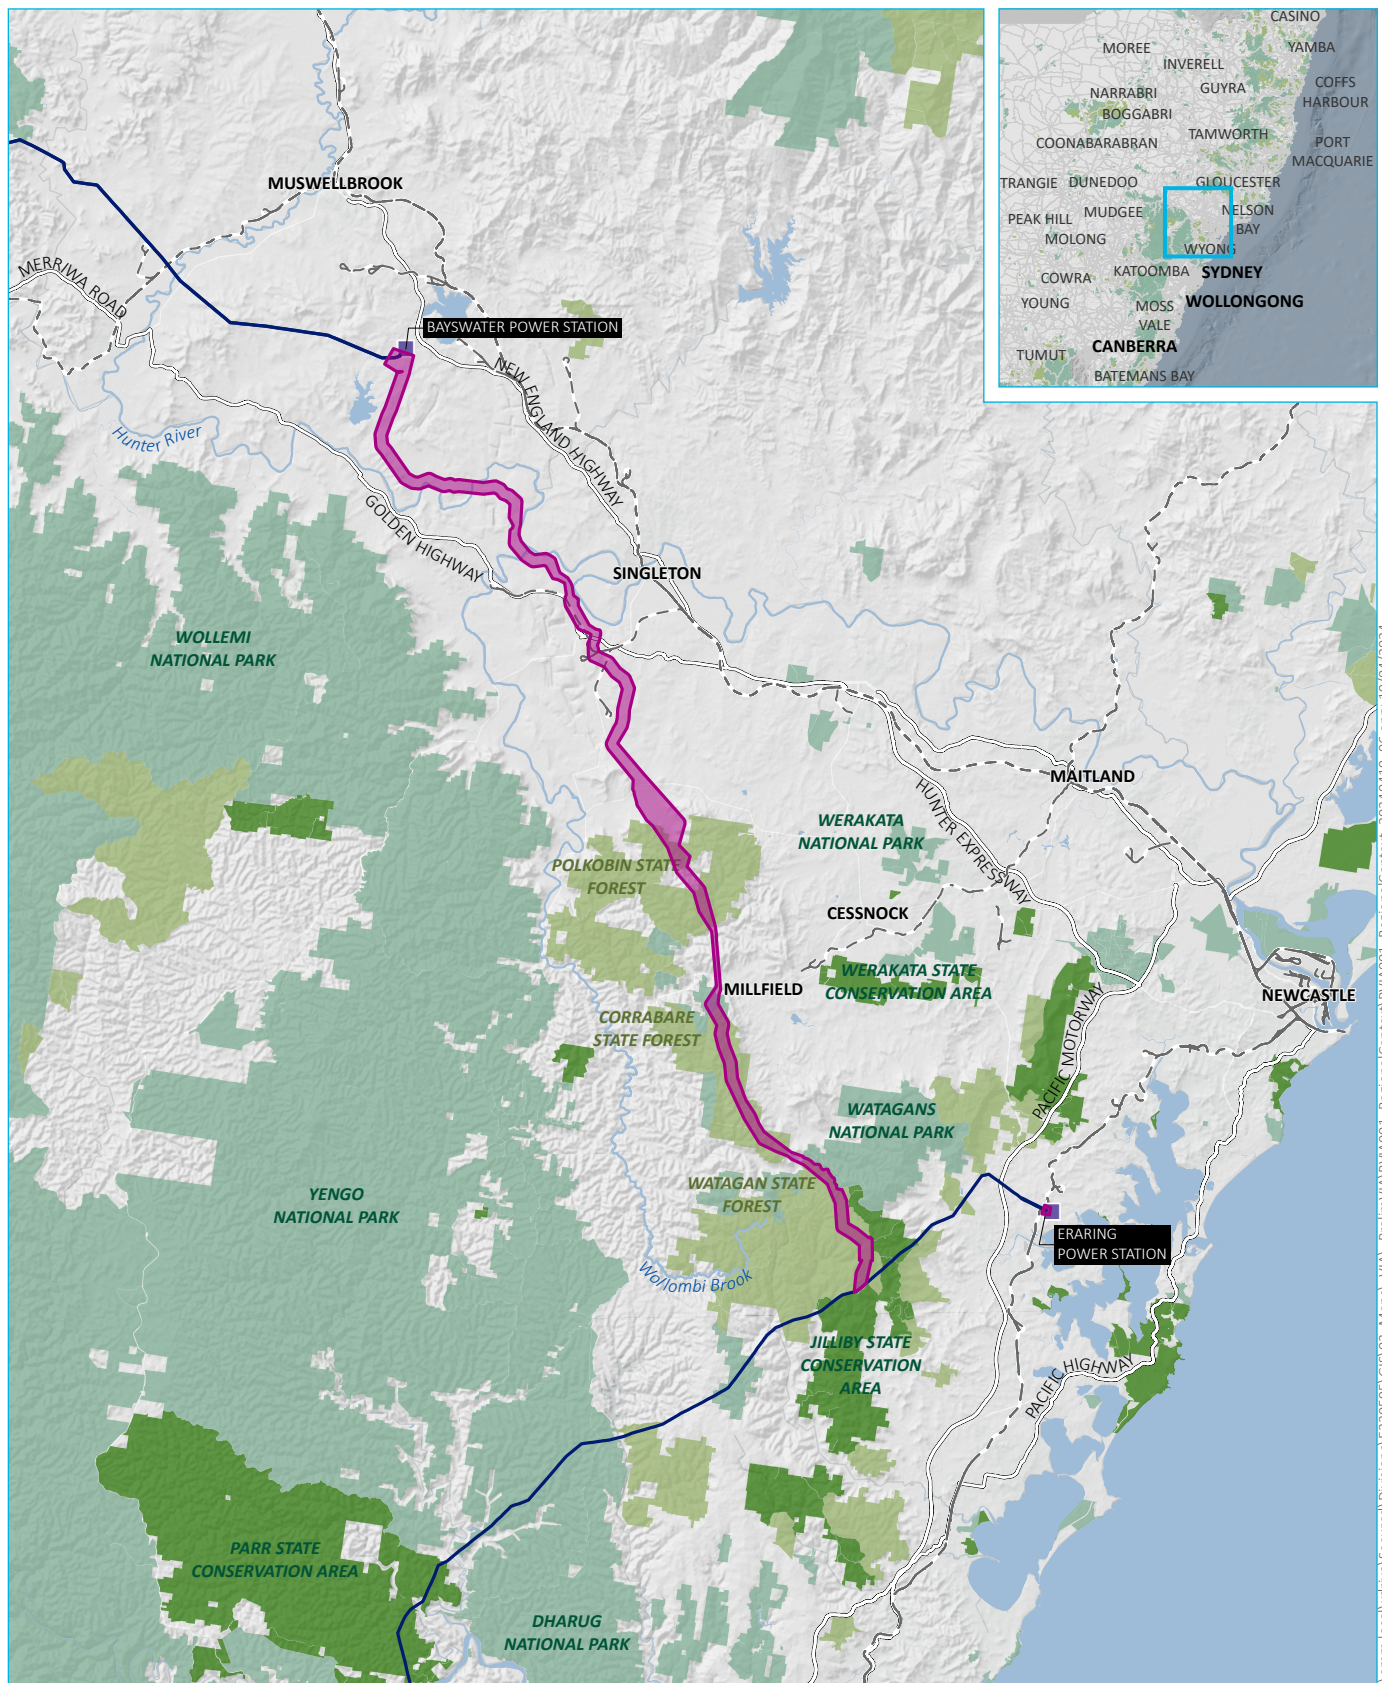 MUSWELLBROOK
MERRIWA ROAD
BAYSWATER POWER STATION
NEW ENGLAND HIGHWAY
Hunter River
GOLDEN HIGHWAY
SINGLETON
WOLLEMI
NATIONAL PARK
MAITLAND
HUNTER EXPRESSWAY
WERAKATA
NATIONAL PARK
POLKOBIN STATE
FOREST
CESSNOCK
WERAKATA STATE
CONSERVATION AREA
MILLFIELD
NEWCASTLE
CORRABARE
STATE FOREST
PACIFIC MOTORWAY
WATAGANS
NATIONAL PARK
WATAGAN STATE
FOREST
YENGO
NATIONAL PARK
ERARING
POWER STATION
Wollombi Brook
JILLIBY STATE
CONSERVATION
AREA
PACIFIC HIGHWAY
PARR STATE
CONSERVATION AREA
DHARUG
NATIONAL PARK
CASINO
MOREE
YAMBA
INVERELL
COFFS
HARBOUR
NARRABRI
GUYRA
BOGGABRI
TAMWORTH
COONABARABRAN
PORT
MACQUARIE
TRANGIE
DUNEDOO
GLOUCESTER
PEAK HILL
MUDGEE
NELSON
BAY
MOLONG
WYONG
COWRA
KATOOMBA
SYDNEY
YOUNG
MOSS
VALE
WOLLONGONG
CANBERRA
TUMUT
BATEMANS BAY